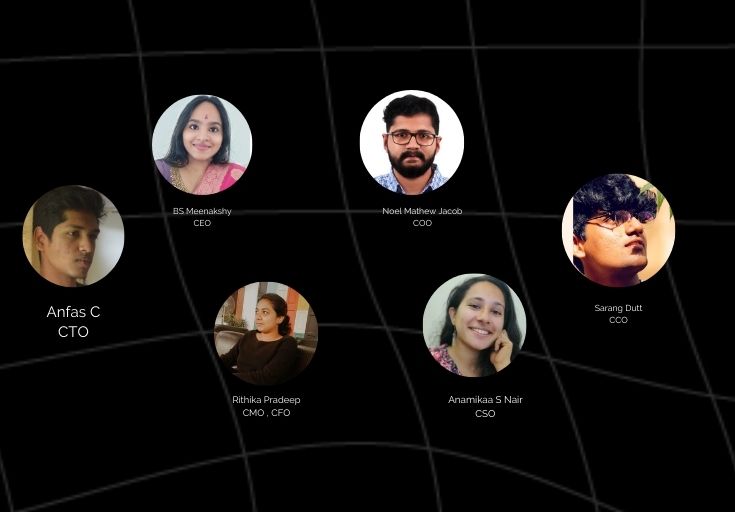 BS Meenakshy
CEO
Noel Mathew Jacob
COO
Anfas C
CTO
Sarang Dutt
CCO
Rithika Pradeep
CMO , CFO
Anamikaa S Nair
CSO